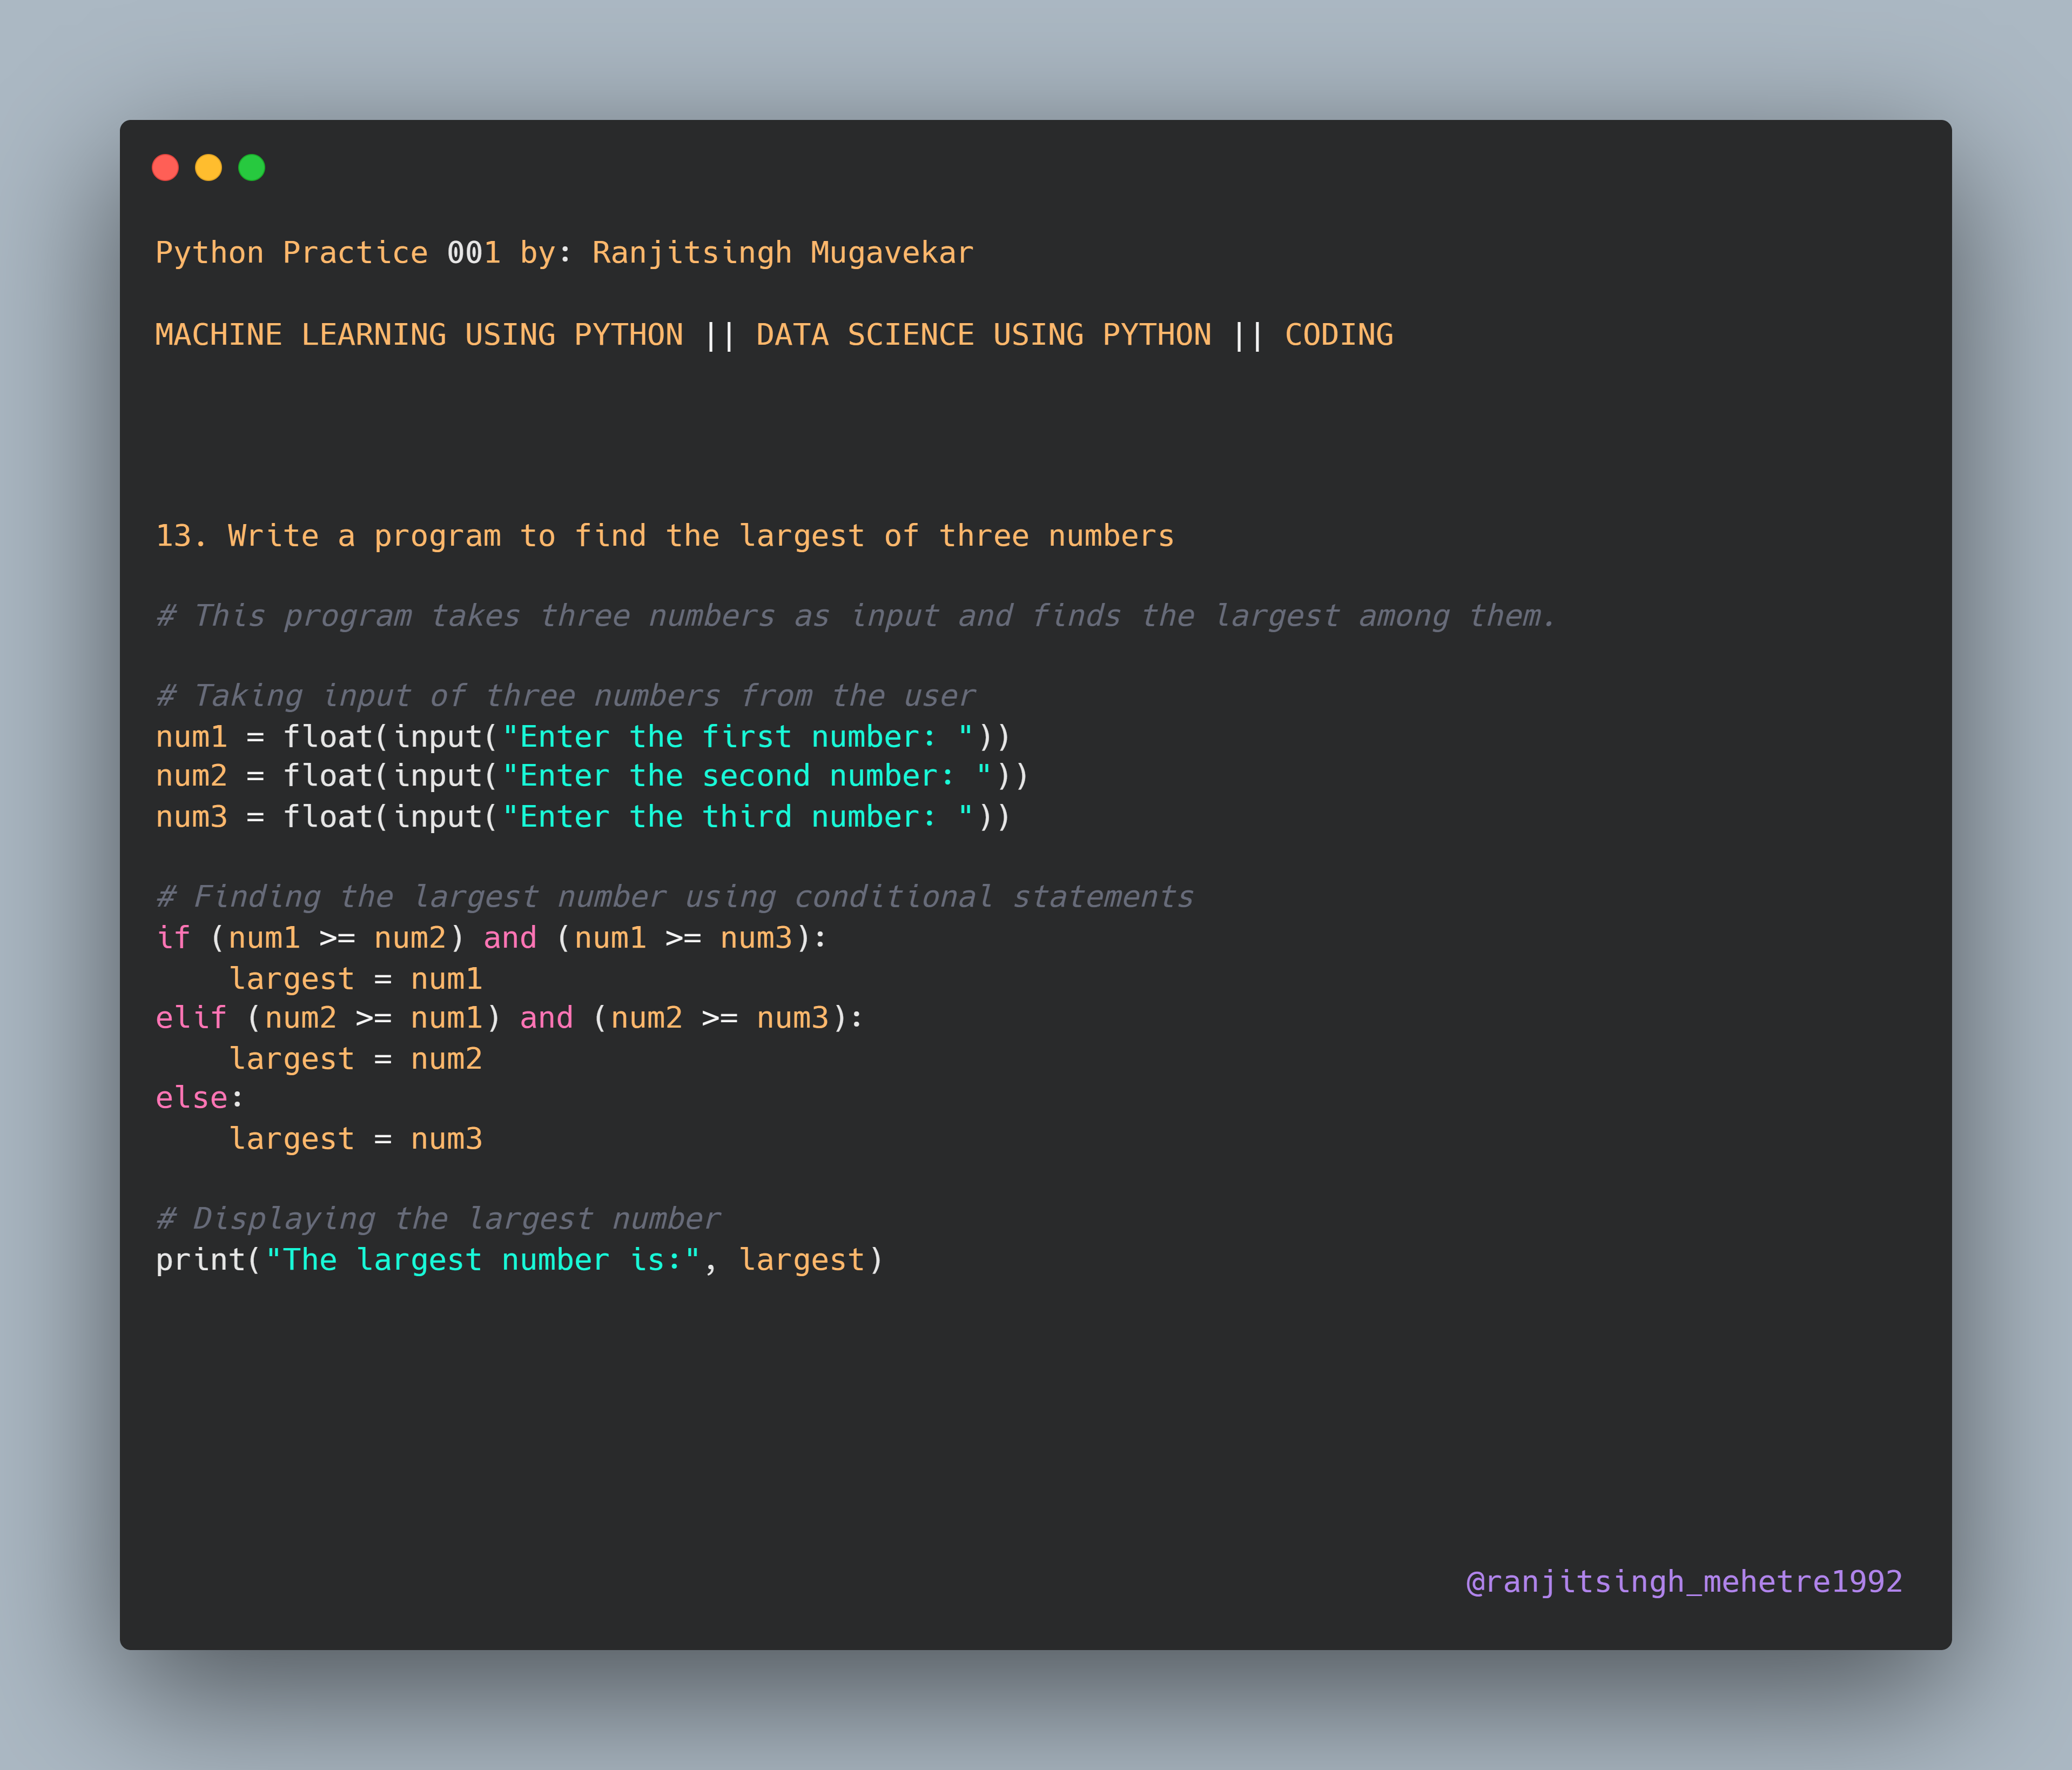 Python Practice 001 by: Ranjitsingh Mugavekar
MACHINE LEARNING USING PYTHON || DATA SCIENCE USING PYTHON || CODING
13. Write a program to find the largest of three numbers
# This program takes three numbers as input and finds the largest among them.
# Taking input of three numbers from the user
num1 = float(input("Enter the first number: "))
num2 = float(input("Enter the second number: "))
num3 = float(input("Enter the third number: "))
# Finding the largest number using conditional statements
if (num1 >= num2) and (num1 >= num3):
    largest = num1
elif (num2 >= num1) and (num2 >= num3):
    largest = num2
else:
    largest = num3
# Displaying the largest number
print("The largest number is:", largest)
@ranjitsingh_mehetre1992